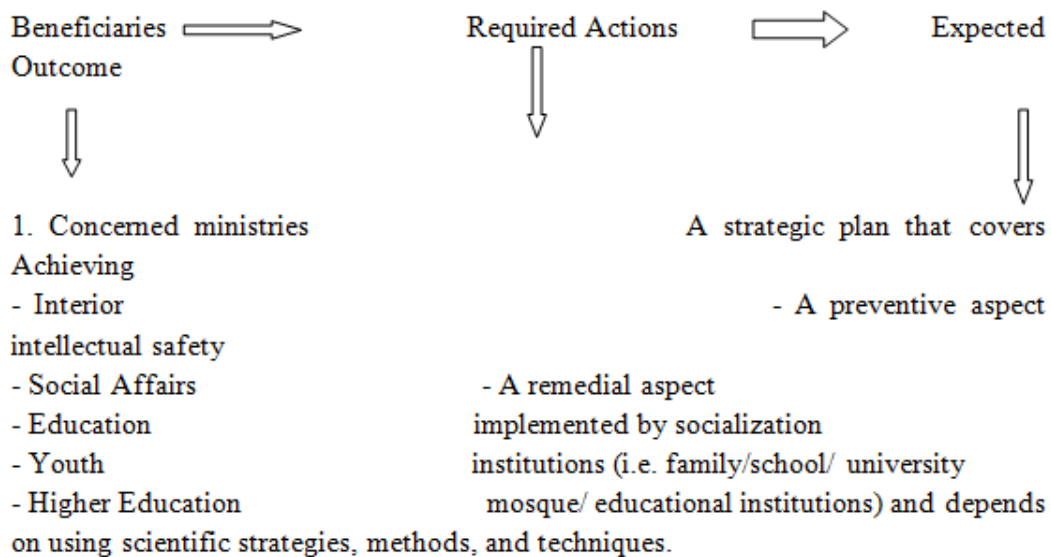 Beneficiaries Required Actions Expected
Outcome
1. Concerned ministries A strategic plan that covers
Achieving
- Interior - A preventive aspect
intellectual safety
- Social Affairs - A remedial aspect
- Education implemented by socialization
- Youth institutions (i.e. family/school/ university
- Higher Education mosque/ educational institutions) and depends
on using scientific strategies, methods, and techniques.